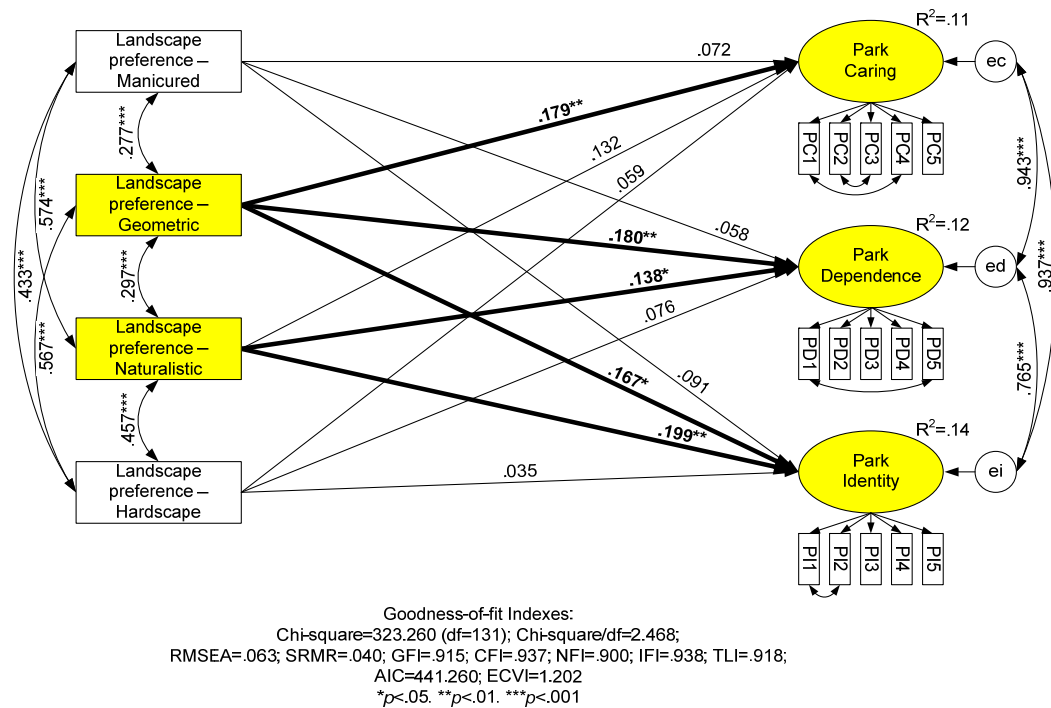 Landscape
preference –
Manicured
Landscape
preference –
Geometric
Landscape
preference –
Naturalistic
Landscape
preference –
Hardscape
.277***
.574***
.433***
.297***
.567***
.457***
.072
.179**
.132
.059
.058
.180**
.138*
.076
.167*
.091
.199**
.035
R²=.11
Park
Caring
ec
PC1 PC2 PC3 PC4 PC5
R²=.12
Park
Dependence
ed
PD1 PD2 PD3 PD4 PD5
R²=.14
Park
Identity
ei
PI1 PI2 PI3 PI4 PI5
.943***
.937***
.765***
Goodness-of-fit Indexes:
Chi-square=323.260 (df=131); Chi-square/df=2.468;
RMSEA=.063; SRMR=.040; GFI=.915; CFI=.937; NFI=.900; IFI=.938; TLI=.918;
AIC=441.260; ECVI=1.202
*p<.05. **p<.01. ***p<.001